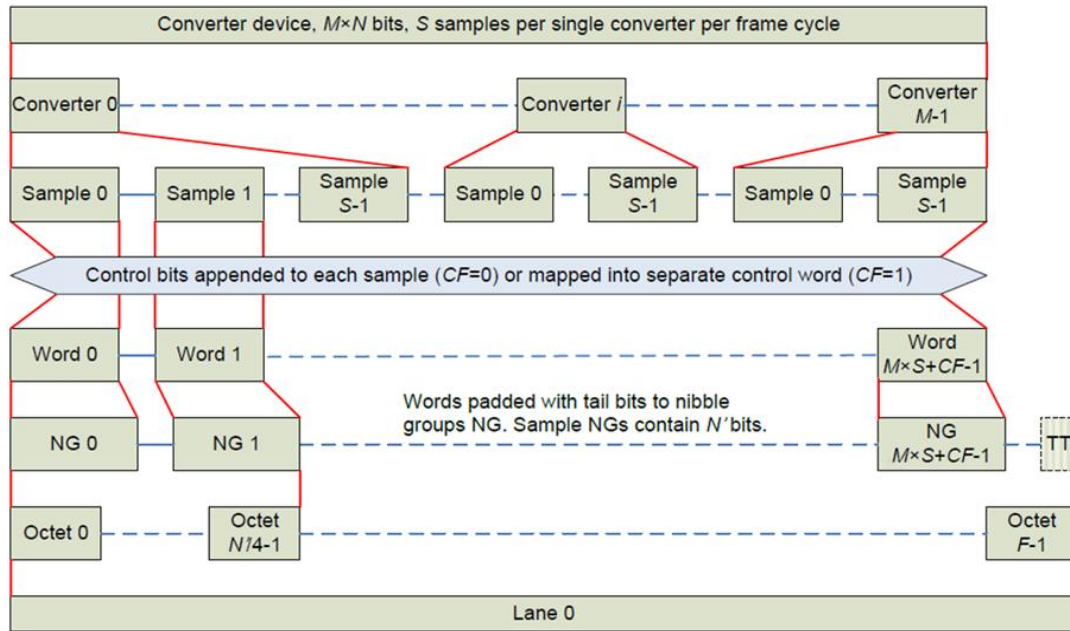 Converter device, M×N bits, S samples per single converter per frame cycle
Converter 0
Converter i
Converter
M-1
Sample 0
Sample 1
Sample
S-1
Sample 0
Sample
S-1
Sample 0
Sample
S-1
Control bits appended to each sample (CF=0) or mapped into separate control word (CF=1)
Word 0
Word 1
Word
M×S+CF-1
Words padded with tail bits to nibble
groups NG. Sample NGs contain N' bits.
NG 0
NG 1
NG
M×S+CF-1
TT
Octet 0
Octet
N'/4-1
Octet
F-1
Lane 0